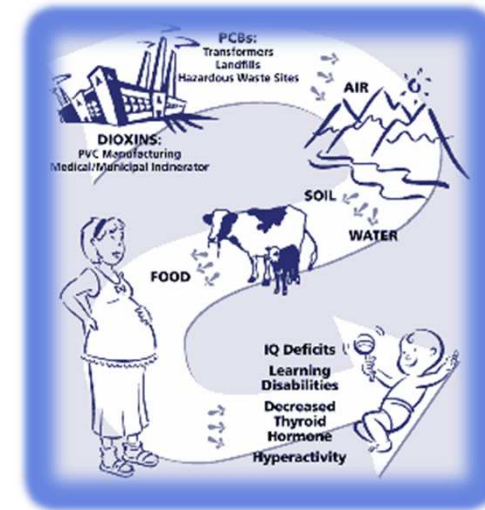 PCBs:
Transformers
Landfills
Hazardous Waste Sites
AIR
DIOXINS:
PVC Manufacturing
Medical/Municipal Incinerator
SOIL
WATER
FOOD
IQ Deficits
Learning
Disabilities
Decreased
Thyroid
Hormone
Hyperactivity